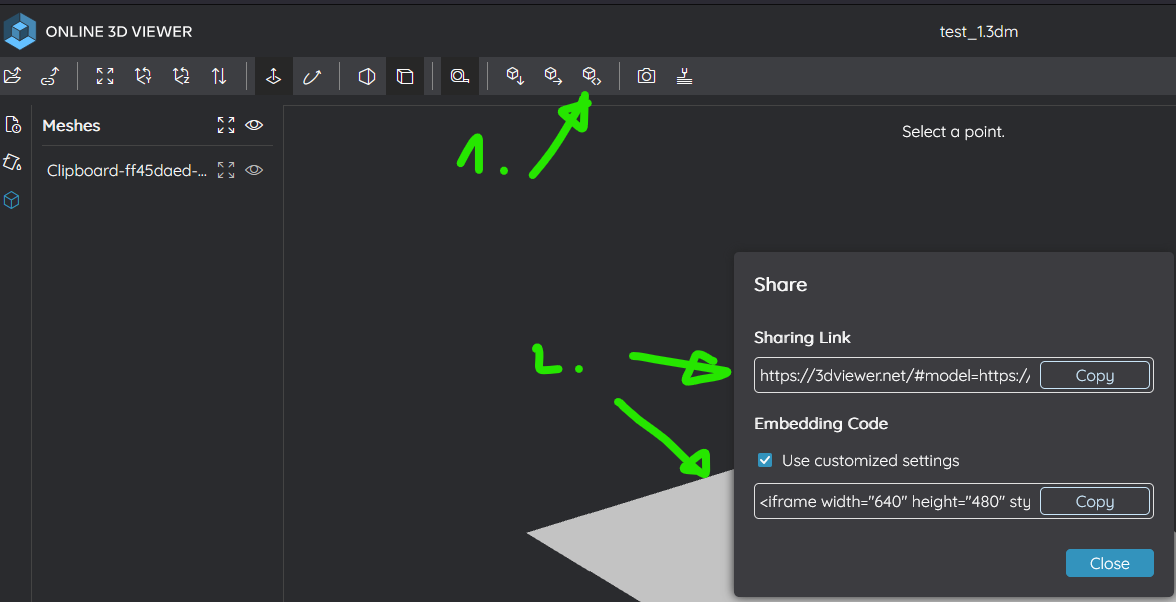 ONLINE 3D VIEWER
test_1.3dm
Meshes
Select a point.
1.
Clipboard-ff45daed-...
Share
Sharing Link
2.
https://3dviewer.net/#model=https:/
Copy
Embedding Code
Use customized settings
<iframe width="640" height="480" sty
Copy
Close